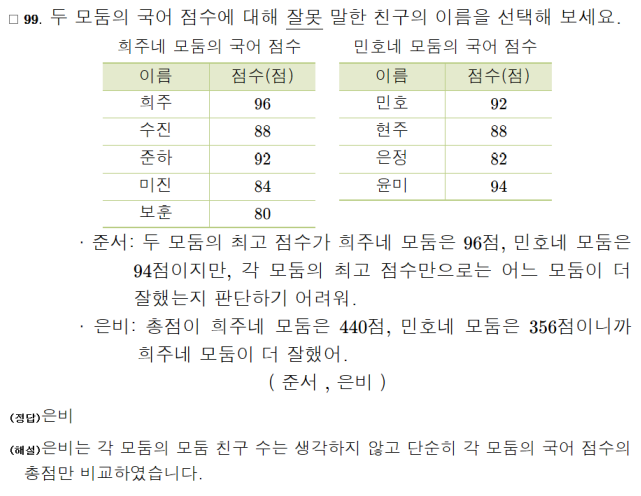 □ 99. 두 모둠의 국어 점수에 대해 잘못 말한 친구의 이름을 선택해 보세요.
희주네 모둠의 국어 점수 민호네 모둠의 국어 점수
이름 점수(점) 이름 점수(점)
희주 96 민호 92
수진 88 현주 88
준하 92 은정 82
미진 84 윤미 94
보훈 80
· 준서: 두 모둠의 최고 점수가 희주네 모둠은 96점, 민호네 모둠은
94점이지만, 각 모둠의 최고 점수만으로는 어느 모둠이 더
잘했는지 판단하기 어려워.
· 은비: 총점이 희주네 모둠은 440점, 민호네 모둠은 356점이니까
희주네 모둠이 더 잘했어.
( 준서 , 은비 )
(정답)은비
(해설)은비는 각 모둠의 모둠 친구 수는 생각하지 않고 단순히 각 모둠의 국어 점수의
총점만 비교하였습니다.